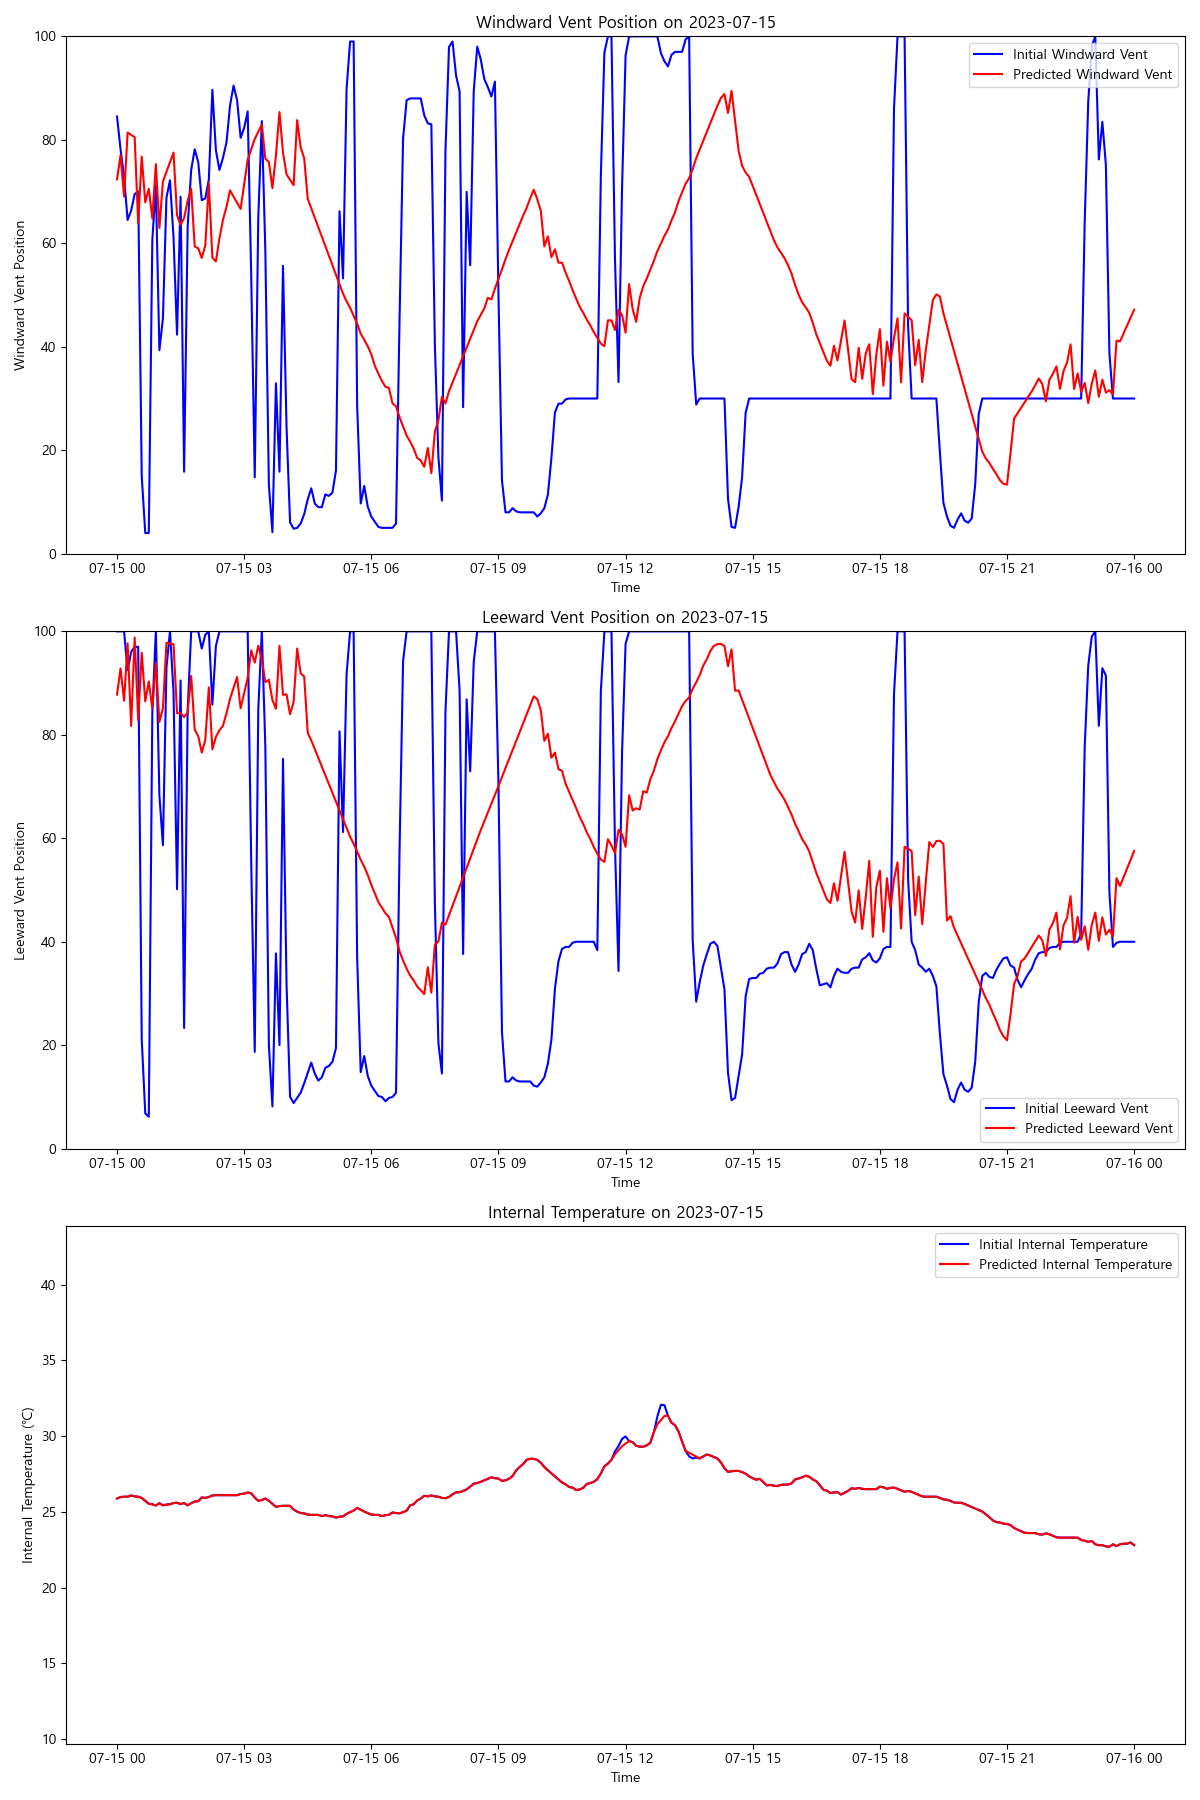 Windward Vent Position on 2023-07-15
100
80
60
40
20
0
Windward Vent Position
Initial Windward Vent
Predicted Windward Vent
07-15 00 07-15 03 07-15 06 07-15 09 07-15 12 07-15 15 07-15 18 07-15 21 07-16 00
Time
Leeward Vent Position on 2023-07-15
100
80
60
40
20
0
Leeward Vent Position
Initial Leeward Vent
Predicted Leeward Vent
07-15 00 07-15 03 07-15 06 07-15 09 07-15 12 07-15 15 07-15 18 07-15 21 07-16 00
Time
Internal Temperature on 2023-07-15
40
35
30
25
20
15
10
Internal Temperature (℃)
Initial Internal Temperature
Predicted Internal Temperature
07-15 00 07-15 03 07-15 06 07-15 09 07-15 12 07-15 15 07-15 18 07-15 21 07-16 00
Time